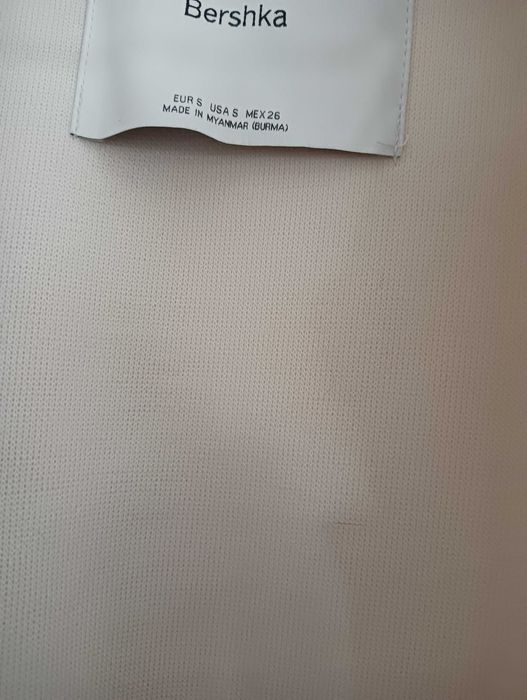 Bershka
EUR S USA S MEX 26
MADE IN MYANMAR (BURMA)